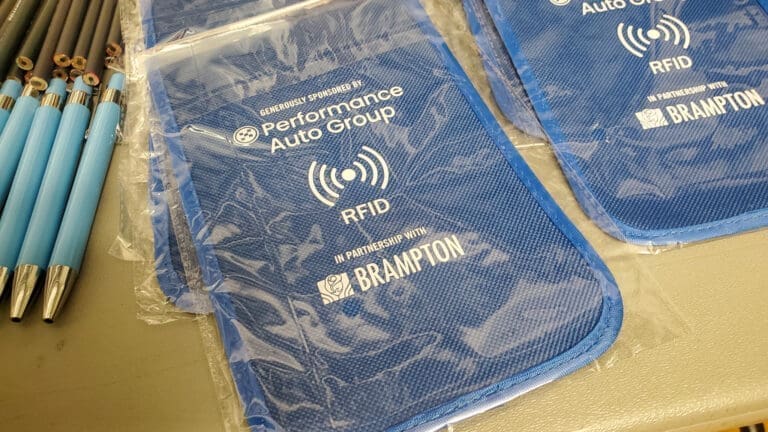 GENEROUSLY SPONSORED BY:
Performance
Auto Group
RFID
IN PARTNERSHIP WITH
BRAMPTON
Auto Group
RFID
IN PARTNERSHIP WITH
BRAMPTON